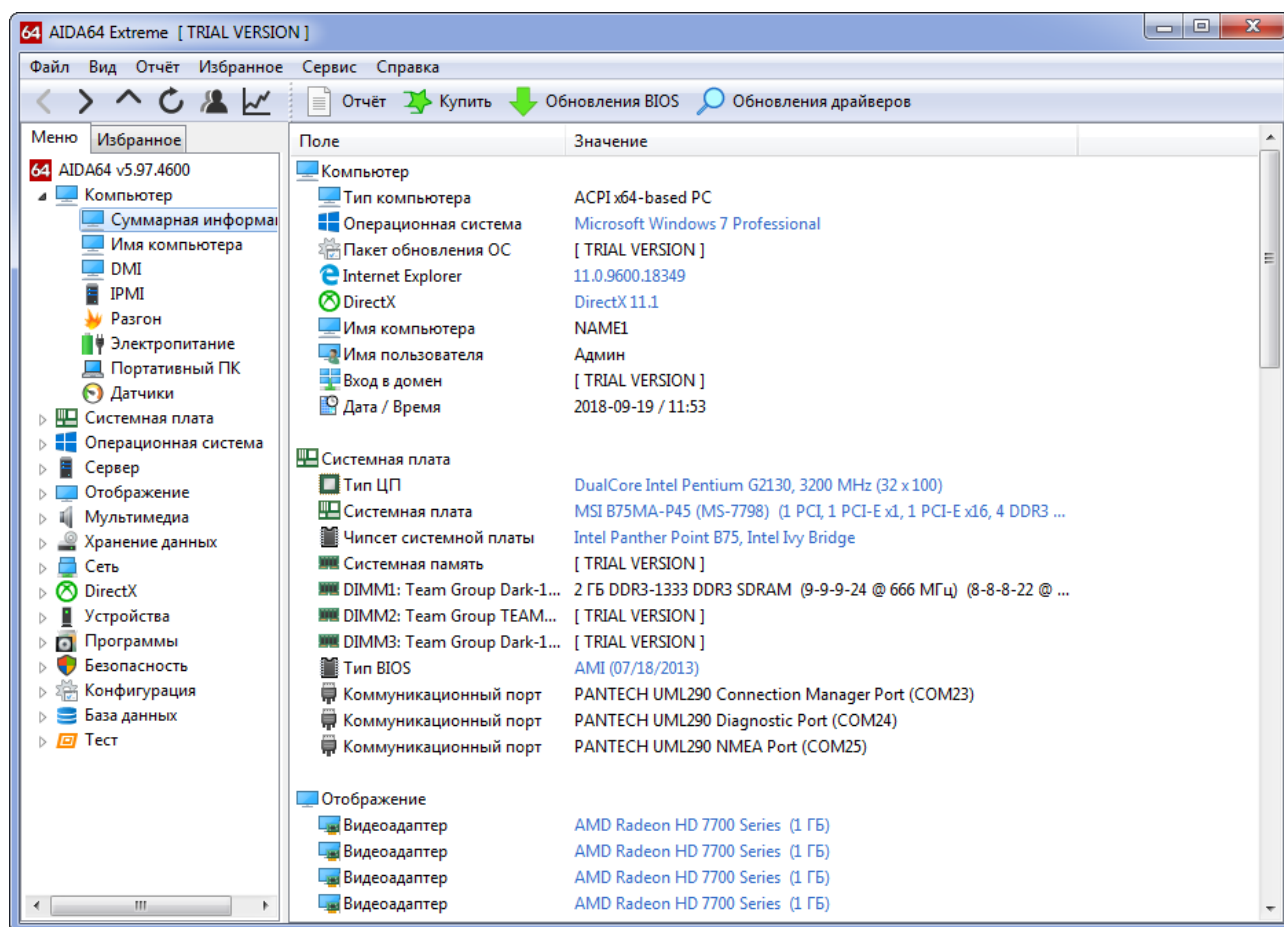 64 AIDA64 Extreme [ TRIAL VERSION ]
Файл Вид Отчёт Избранное Сервис Справка
Отчёт Купить Обновления BIOS Обновления драйверов
Меню Избранное
64 AIDA64 v5.97.4600
Компьютер
Суммарная информа
Имя компьютера
DMI
IPMI
Разгон
Электропитание
Портативный ПК
Датчики
Системная плата
Операционная система
Сервер
Отображение
Мультимедиа
Хранение данных
Сеть
DirectX
Устройства
Программы
Безопасность
Конфигурация
База данных
Тест
Поле Значение
Компьютер
Тип компьютера ACPI x64-based PC
Операционная система Microsoft Windows 7 Professional
Пакет обновления ОС [ TRIAL VERSION ]
Internet Explorer 11.0.9600.18349
DirectX DirectX 11.1
Имя компьютера NAME1
Имя пользователя Админ
Вход в домен [ TRIAL VERSION ]
Дата / Время 2018-09-19 / 11:53
Системная плата
Тип ЦП DualCore Intel Pentium G2130, 3200 MHz (32 x 100)
Системная плата MSI B75MA-P45 (MS-7798) (1 PCI, 1 PCI-E x1, 1 PCI-E x16, 4 DDR3 ...
Чипсет системной платы Intel Panther Point B75, Intel Ivy Bridge
Системная память [ TRIAL VERSION ]
DIMM1: Team Group Dark-1... 2 ГБ DDR3-1333 DDR3 SDRAM (9-9-9-24 @ 666 МГц) (8-8-8-22 @ ...
DIMM2: Team Group TEAM... [ TRIAL VERSION ]
DIMM3: Team Group Dark-1... [ TRIAL VERSION ]
Тип BIOS AMI (07/18/2013)
Коммуникационный порт PANTECH UML290 Connection Manager Port (COM23)
Коммуникационный порт PANTECH UML290 Diagnostic Port (COM24)
Коммуникационный порт PANTECH UML290 NMEA Port (COM25)
Отображение
Видеоадаптер AMD Radeon HD 7700 Series (1 ГБ)
Видеоадаптер AMD Radeon HD 7700 Series (1 ГБ)
Видеоадаптер AMD Radeon HD 7700 Series (1 ГБ)
Видеоадаптер AMD Radeon HD 7700 Series (1 ГБ)